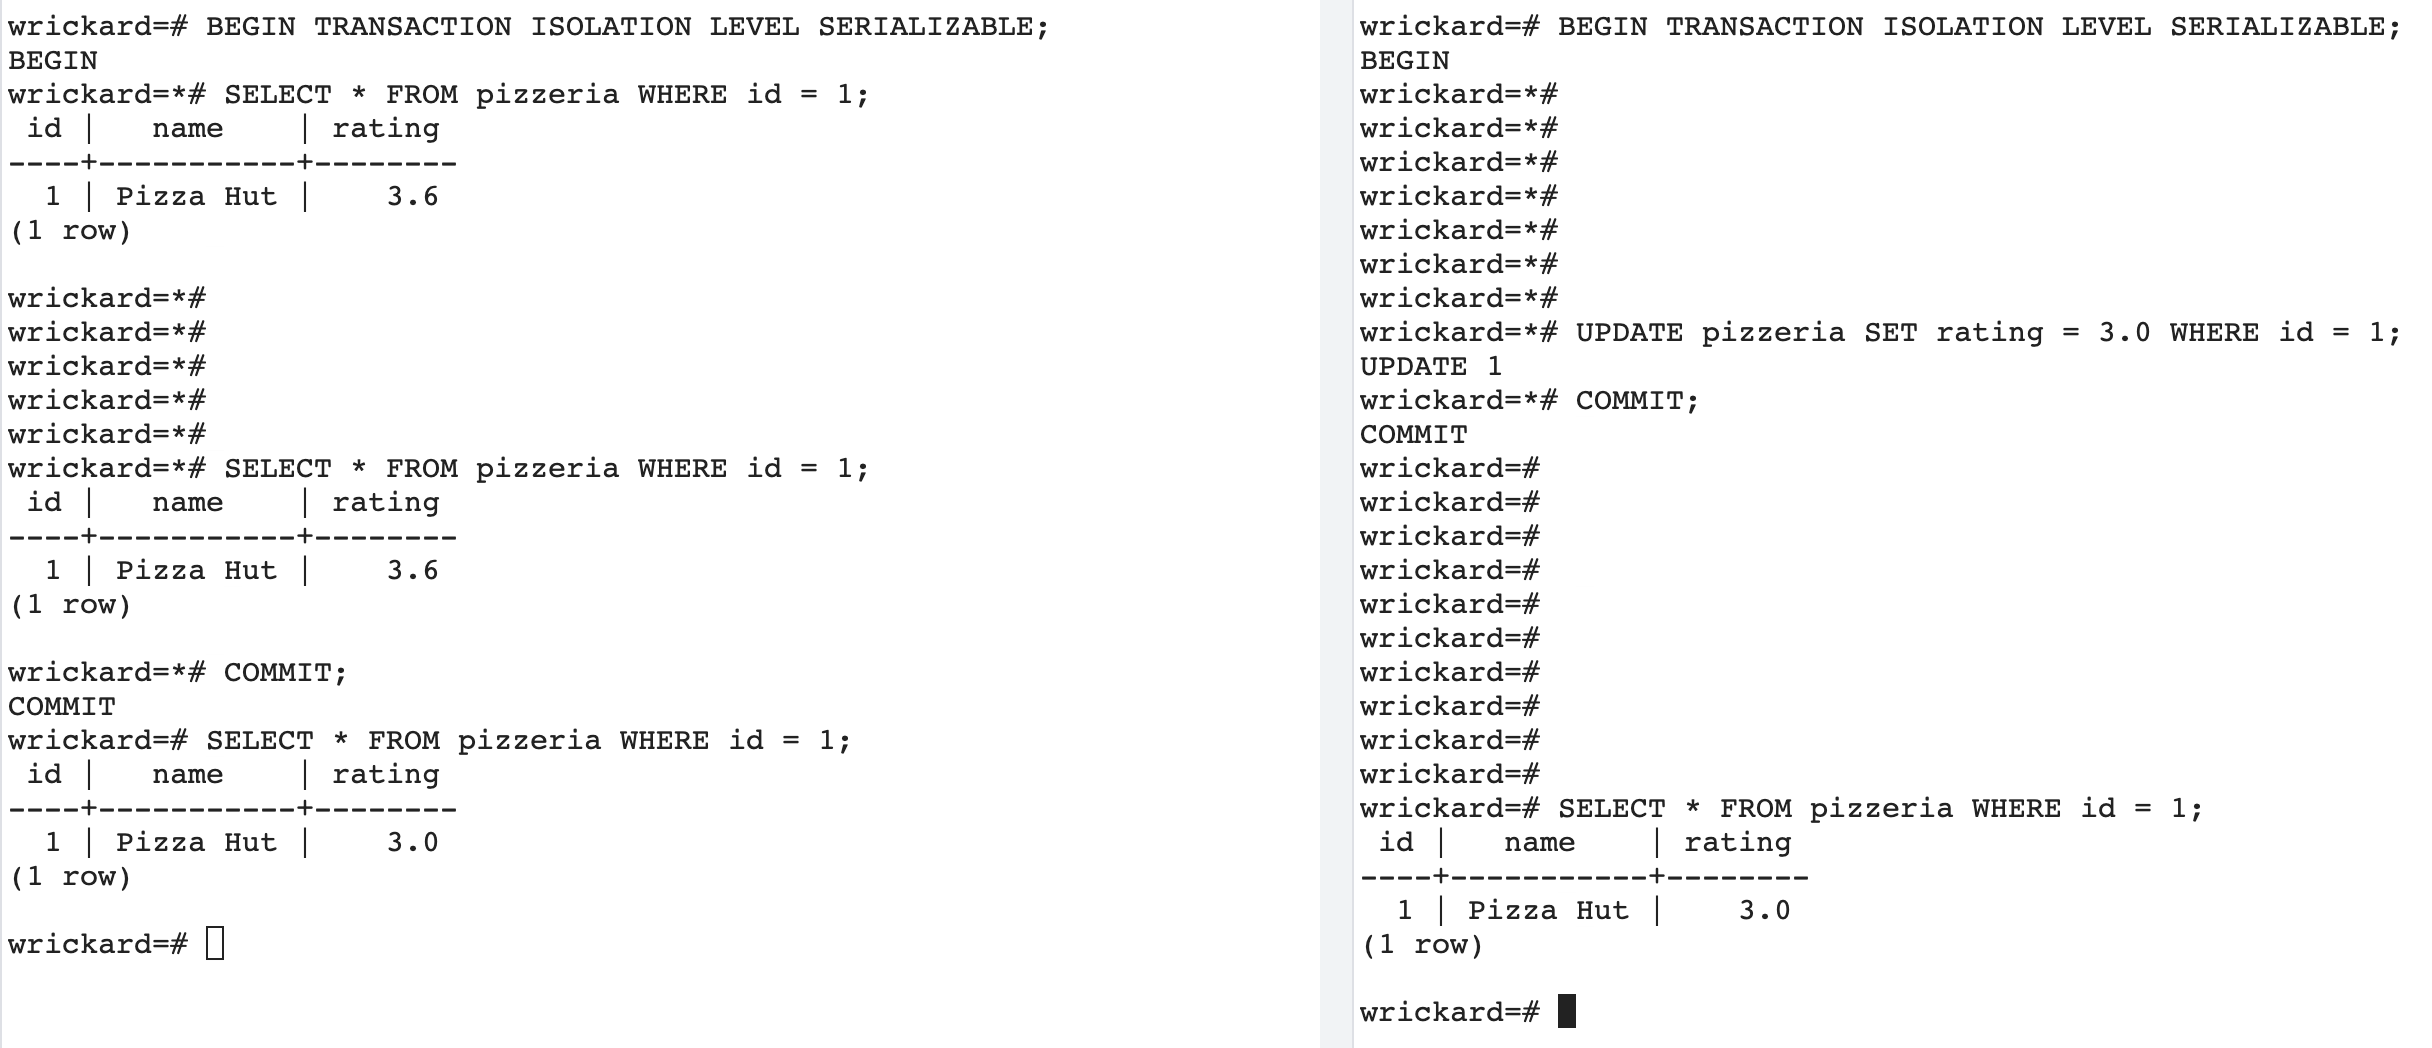 wrickard=# BEGIN TRANSACTION ISOLATION LEVEL SERIALIZABLE;
BEGIN
wrickard=*# SELECT * FROM pizzeria WHERE id = 1;
 id |   name    | rating
----+-----------+--------
  1 | Pizza Hut |    3.6
(1 row)

wrickard=*#
wrickard=*#
wrickard=*#
wrickard=*#
wrickard=*#
wrickard=*# SELECT * FROM pizzeria WHERE id = 1;
 id |   name    | rating
----+-----------+--------
  1 | Pizza Hut |    3.6
(1 row)

wrickard=*# COMMIT;
COMMIT
wrickard=# SELECT * FROM pizzeria WHERE id = 1;
 id |   name    | rating
----+-----------+--------
  1 | Pizza Hut |    3.0
(1 row)

wrickard=#
wrickard=# BEGIN TRANSACTION ISOLATION LEVEL SERIALIZABLE;
BEGIN
wrickard=*#
wrickard=*#
wrickard=*#
wrickard=*#
wrickard=*#
wrickard=*#
wrickard=*#
wrickard=*# UPDATE pizzeria SET rating = 3.0 WHERE id = 1;
UPDATE 1
wrickard=*# COMMIT;
COMMIT
wrickard=#
wrickard=#
wrickard=#
wrickard=#
wrickard=#
wrickard=#
wrickard=#
wrickard=#
wrickard=#
wrickard=#
wrickard=# SELECT * FROM pizzeria WHERE id = 1;
 id |   name    | rating
----+-----------+--------
  1 | Pizza Hut |    3.0
(1 row)

wrickard=#